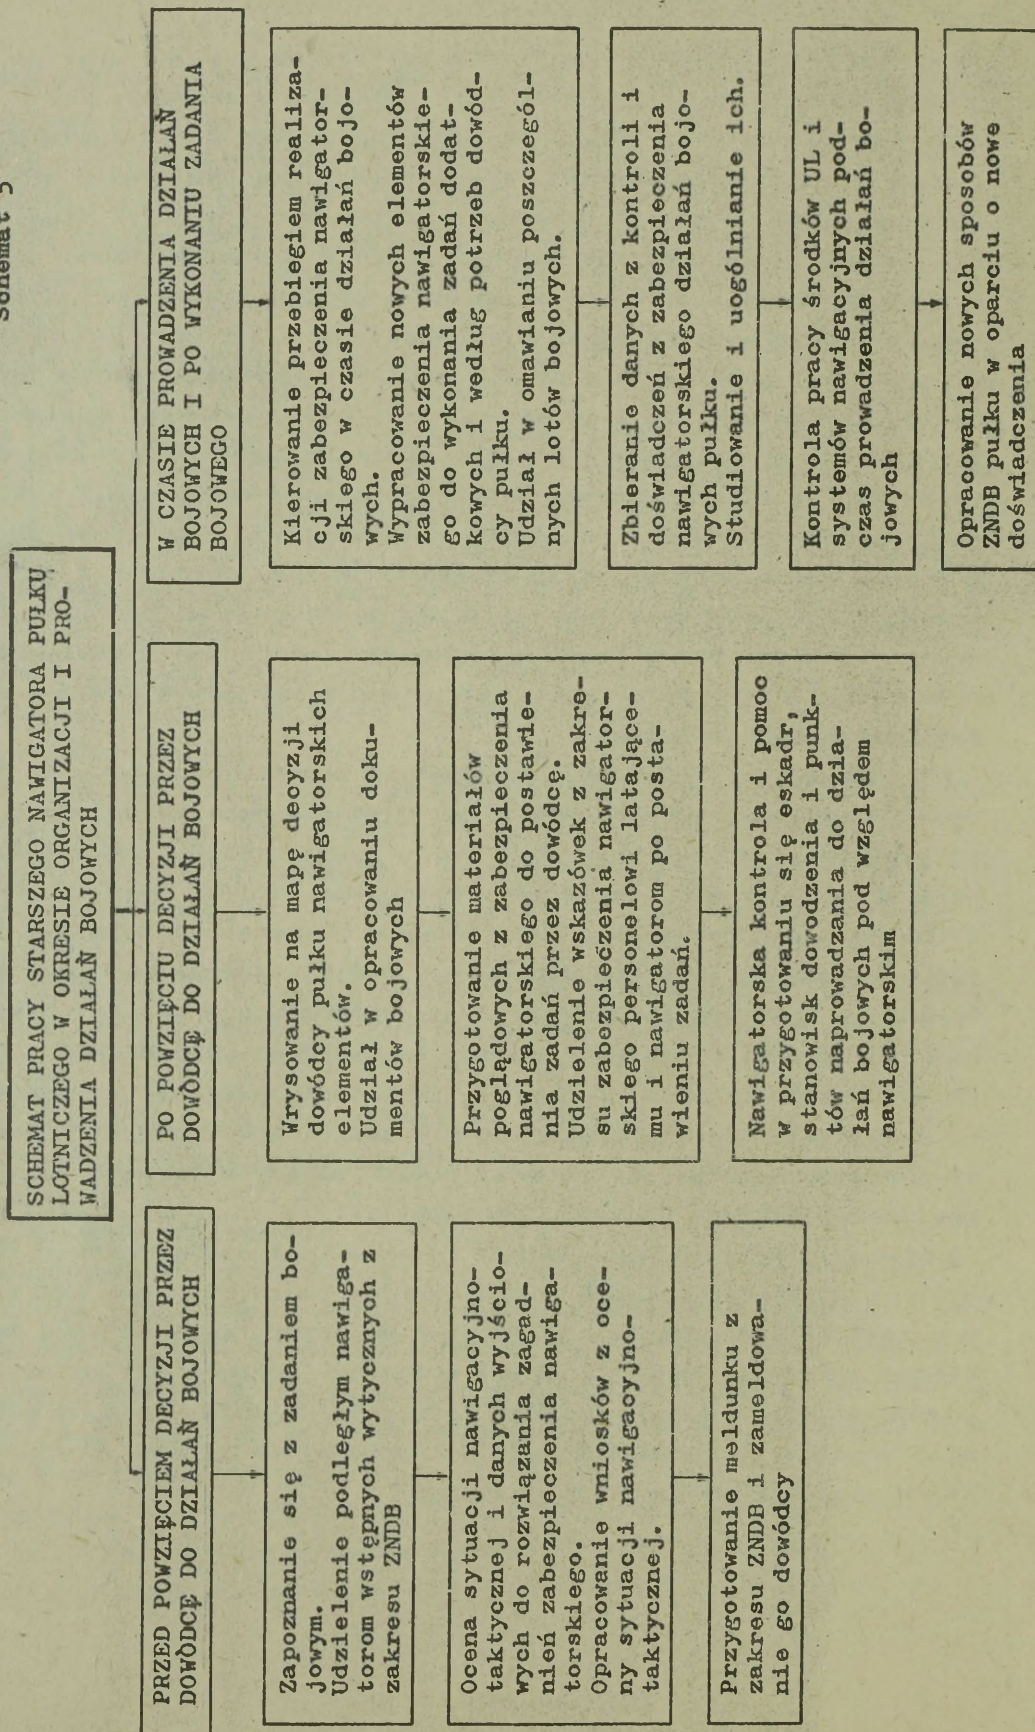 Schemat 5
SCHEMAT PRACY STARSZEGO NAWIGATORA PUŁKU
LOTNICZEGO W OKRESIE ORGANIZACJI I PRO-
WADZENIA DZIAŁAŃ BOJOWYCH
PRZED POWZIĘCIEM DECYZJI PRZEZ
DOWÓDCĘ DO DZIAŁAŃ BOJOWYCH
Zapoznanie się z zadaniem bo-
jowym.
Udzielenie podległym nawiga-
torom wstępnych wytycznych z
zakresu ZNDB
Ocena sytuacji nawigacyjno-
taktycznej i danych wyjścio-
wych do rozwiązania zagad-
nień zabezpieczenia nawiga-
torskiego.
Opracowanie wniosków z oce-
ny sytuacji nawigacyjno-
taktycznej.
Przygotowanie meldunku z
zakresu ZNDB i zameldowa-
nie go dowódcy
PO POWZIĘCIU DECYZJI PRZEZ
DOWÓDCĘ DO DZIAŁAŃ BOJOWYCH
Wrysowanie na mapę decyzji
dowódcy pułku nawigatorskich
elementów.
Udział w opracowaniu doku-
mentów bojowych
Przygotowanie materiałów
poglądowych z zabezpieczenia
nawigatorskiego do postawie-
nia zadań przez dowódcę.
Udzielenie wskazówek z zakre-
su zabezpieczenia nawigator-
skiego personelowi latające-
mu i nawigatorom po posta-
wieniu zadań.
Nawigatorska kontrola i pomoc
w przygotowaniu się eskadr,
stanowisk dowodzenia i punk-
tów naprowadzania do dzia-
łań bojowych pod względem
nawigatorskim
W CZASIE PROWADZENIA DZIAŁAŃ
BOJOWYCH I PO WYKONANIU ZADANIA
BOJOWEGO
Kierowanie przebiegiem realiza-
cji zabezpieczenia nawigator-
skiego w czasie działań bojo-
wych.
Wypracowanie nowych elementów
zabezpieczenia nawigatorskie-
go do wykonania zadań dodat-
kowych i według potrzeb dowód-
cy pułku.
Udział w omawianiu poszczegól-
nych lotów bojowych.
Zbieranie danych z kontroli i
doświadczeń z zabezpieczenia
nawigatorskiego działań bojo-
wych pułku.
Studiowanie i uogólnianie ich.
Kontrola pracy środków UL i
systemów nawigacyjnych pod-
czas prowadzenia działań bo-
jowych
Opracowanie nowych sposobów
ZNDB pułku w oparciu o nowe
doświadczenia